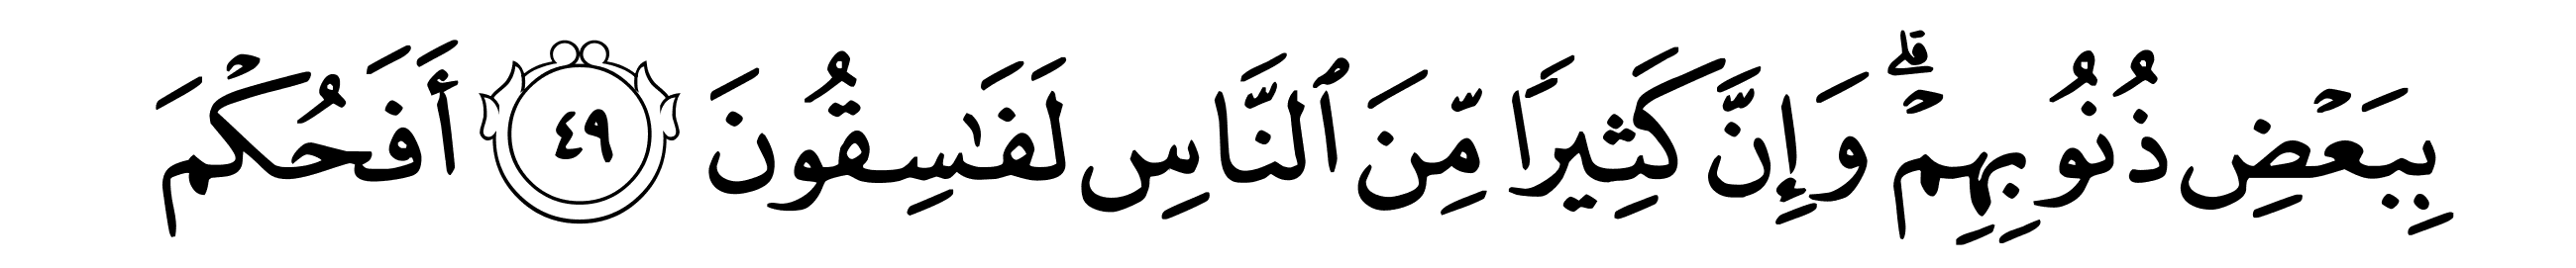 بِبَعۡضِ ذُنُوبِهِمۡۗ وَإِنَّ كَثِيرٗا مِّنَ ٱلنَّاسِ لَفَٰسِقُونَ ٤٩ أَفَحُكۡمَ